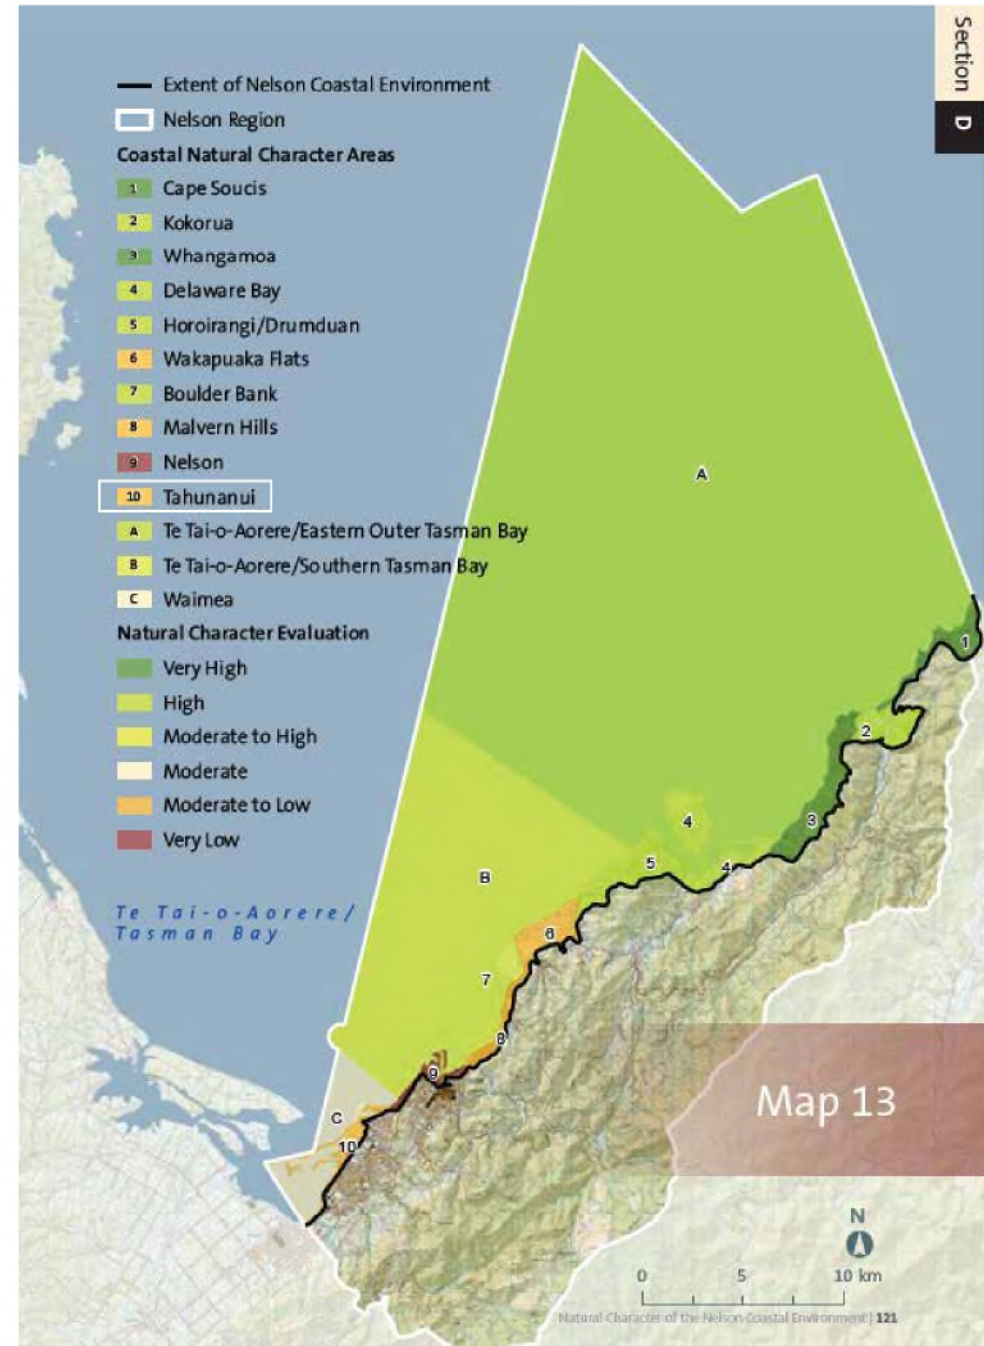 Section
D
Extent of Nelson Coastal Environment
Nelson Region
Coastal Natural Character Areas
1 Cape Soucis
2 Kokorua
3 Whangamoa
4 Delaware Bay
5 Horoirangi/Drumduan
6 Wakapuaka Flats
7 Boulder Bank
8 Malvern Hills
9 Nelson
10 Tahunanui
A Te Tai-o-Aorere/Eastern Outer Tasman Bay
B Te Tai-o-Aorere/Southern Tasman Bay
C Waimea
Natural Character Evaluation
Very High
High
Moderate to High
Moderate
Moderate to Low
Very Low
Te Tai-o-Aorere/
Tasman Bay
A
1
2
3
4
5
4
B
6
7
8
9
C
10
Map 13
N
0 5 10 km
Natural Character of the Nelson Coastal Environment | 121